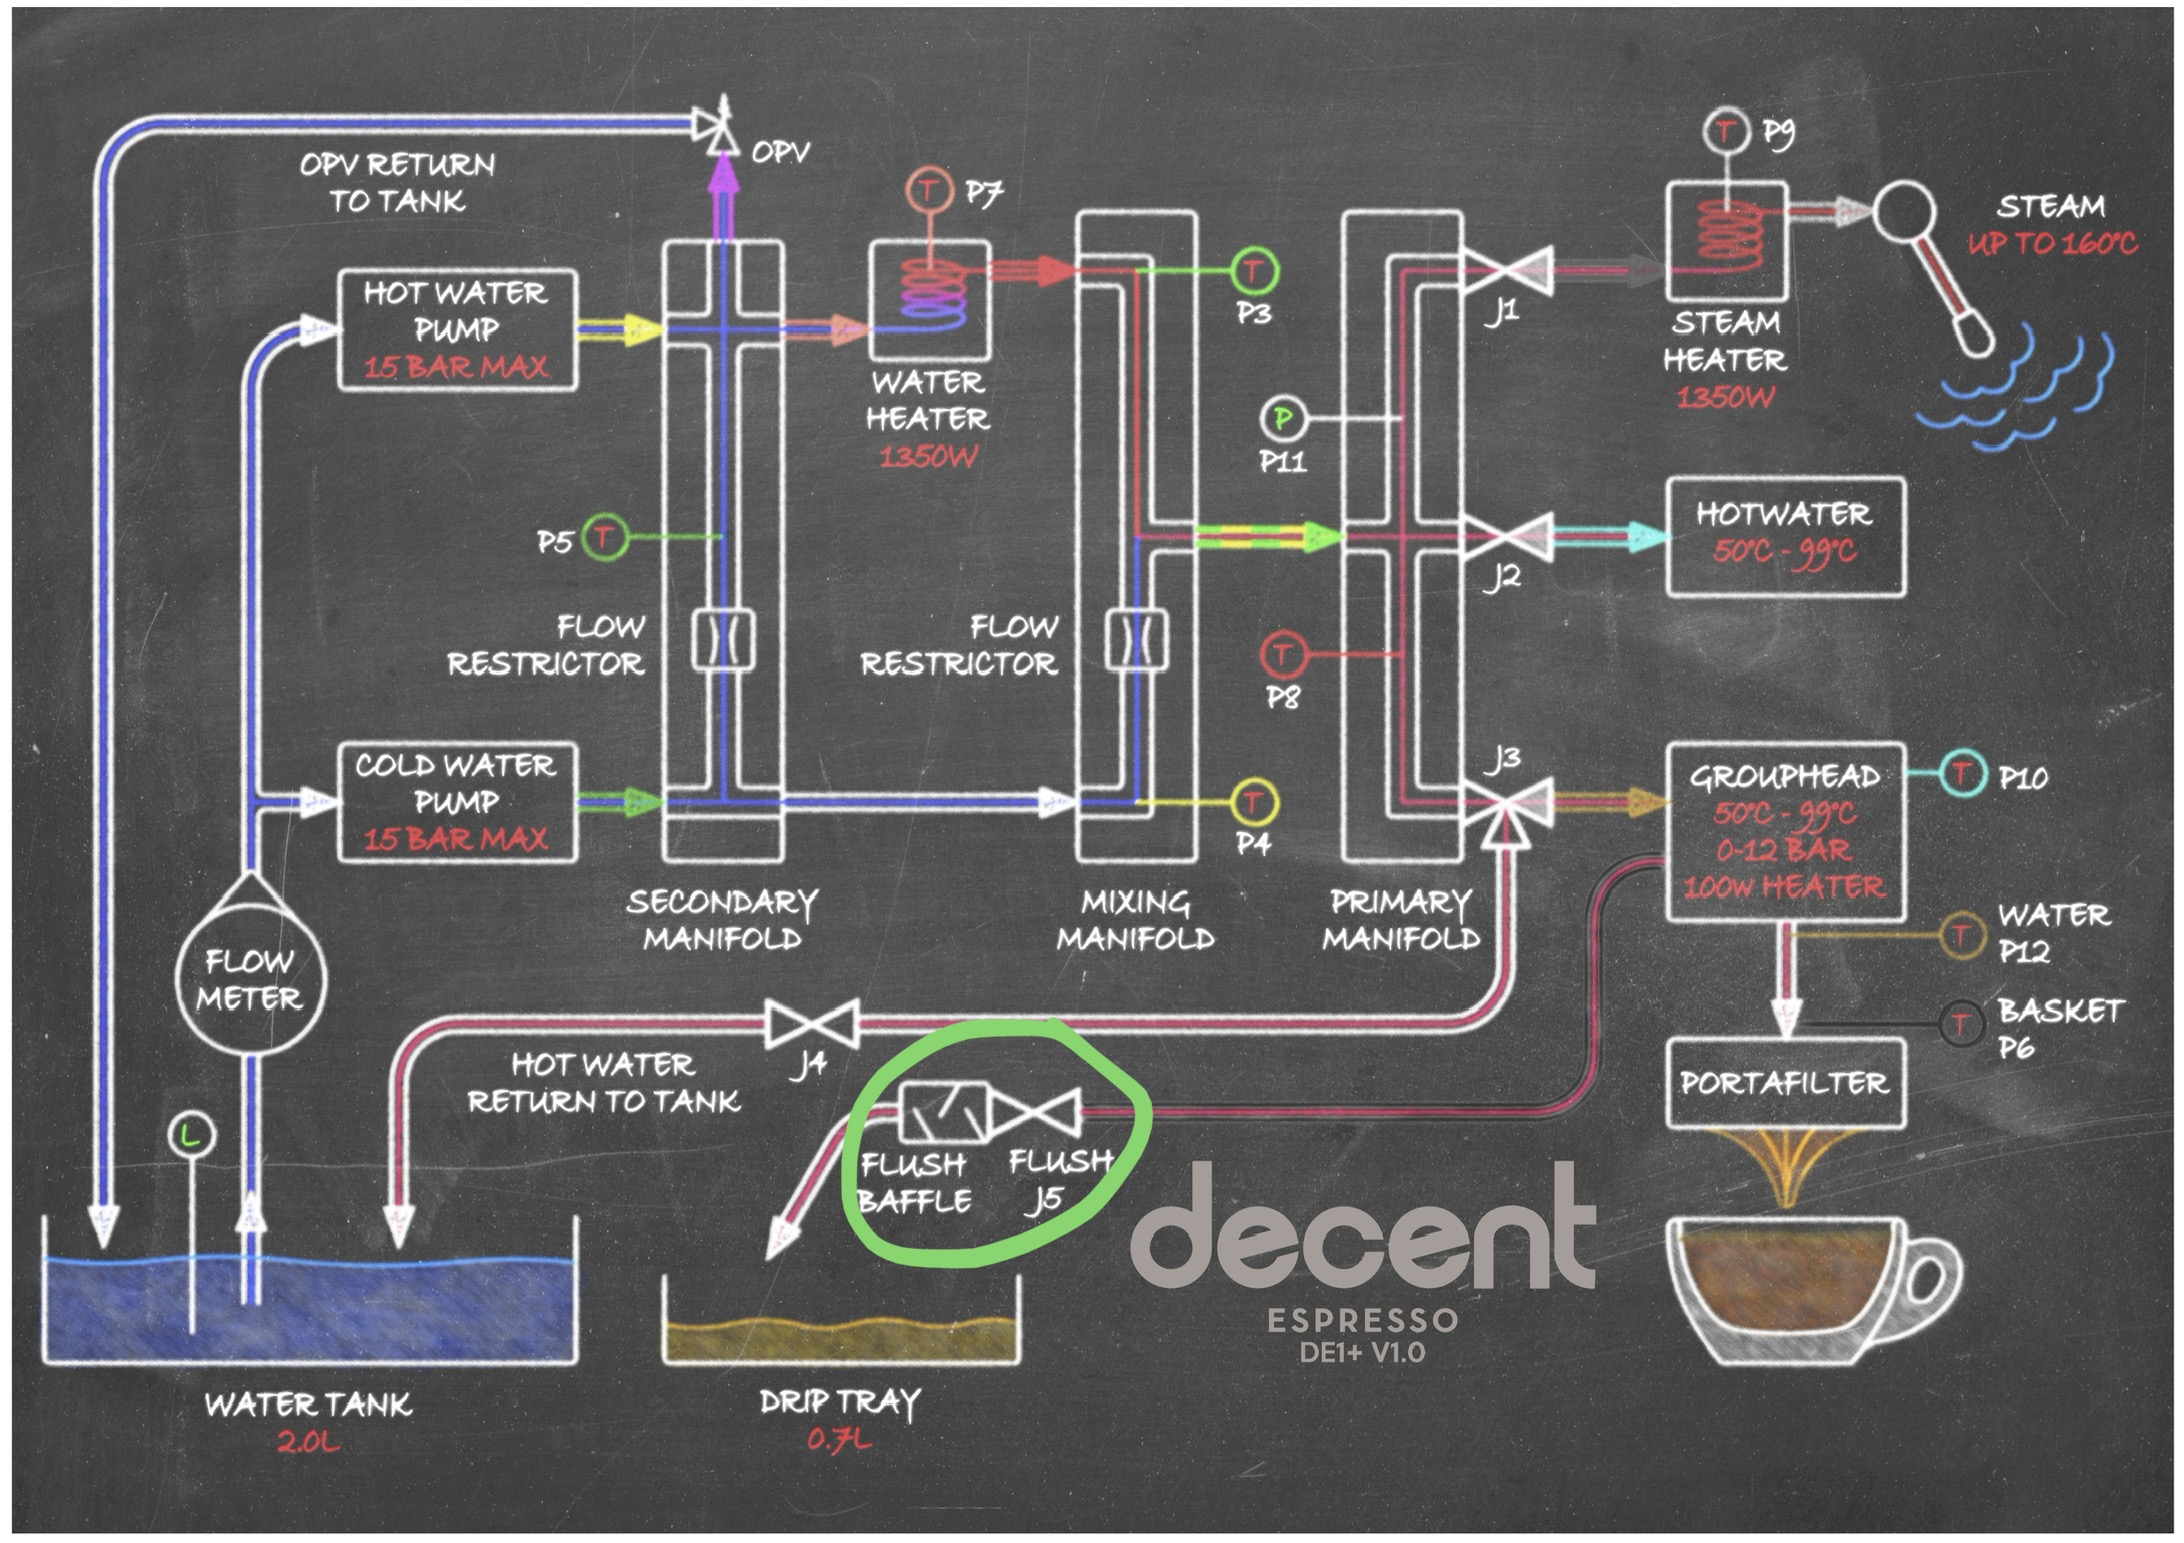 OPV RETURN
TO TANK
OPV
T
P7
T
P9
STEAM
UP TO 160°C
HOT WATER
PUMP
15 BAR MAX
T
P3
J1
STEAM
HEATER
1350W
WATER
HEATER
1350W
P
P11
P5
T
J2
HOTWATER
50°C - 99°C
FLOW
RESTRICTOR
FLOW
RESTRICTOR
T
P8
COLD WATER
PUMP
15 BAR MAX
T
P4
J3
GROUPHEAD
50°C - 99°C
0-12 BAR
100W HEATER
T
P10
SECONDARY
MANIFOLD
MIXING
MANIFOLD
PRIMARY
MANIFOLD
T
WATER
P12
FLOW
METER
T
BASKET
P6
J4
HOT WATER
RETURN TO TANK
PORTAFILTER
L
FLUSH
BAFFLE
FLUSH
J5
decent
ESPRESSO
DE1+ V1.0
WATER TANK
2.0L
DRIP TRAY
0.7L